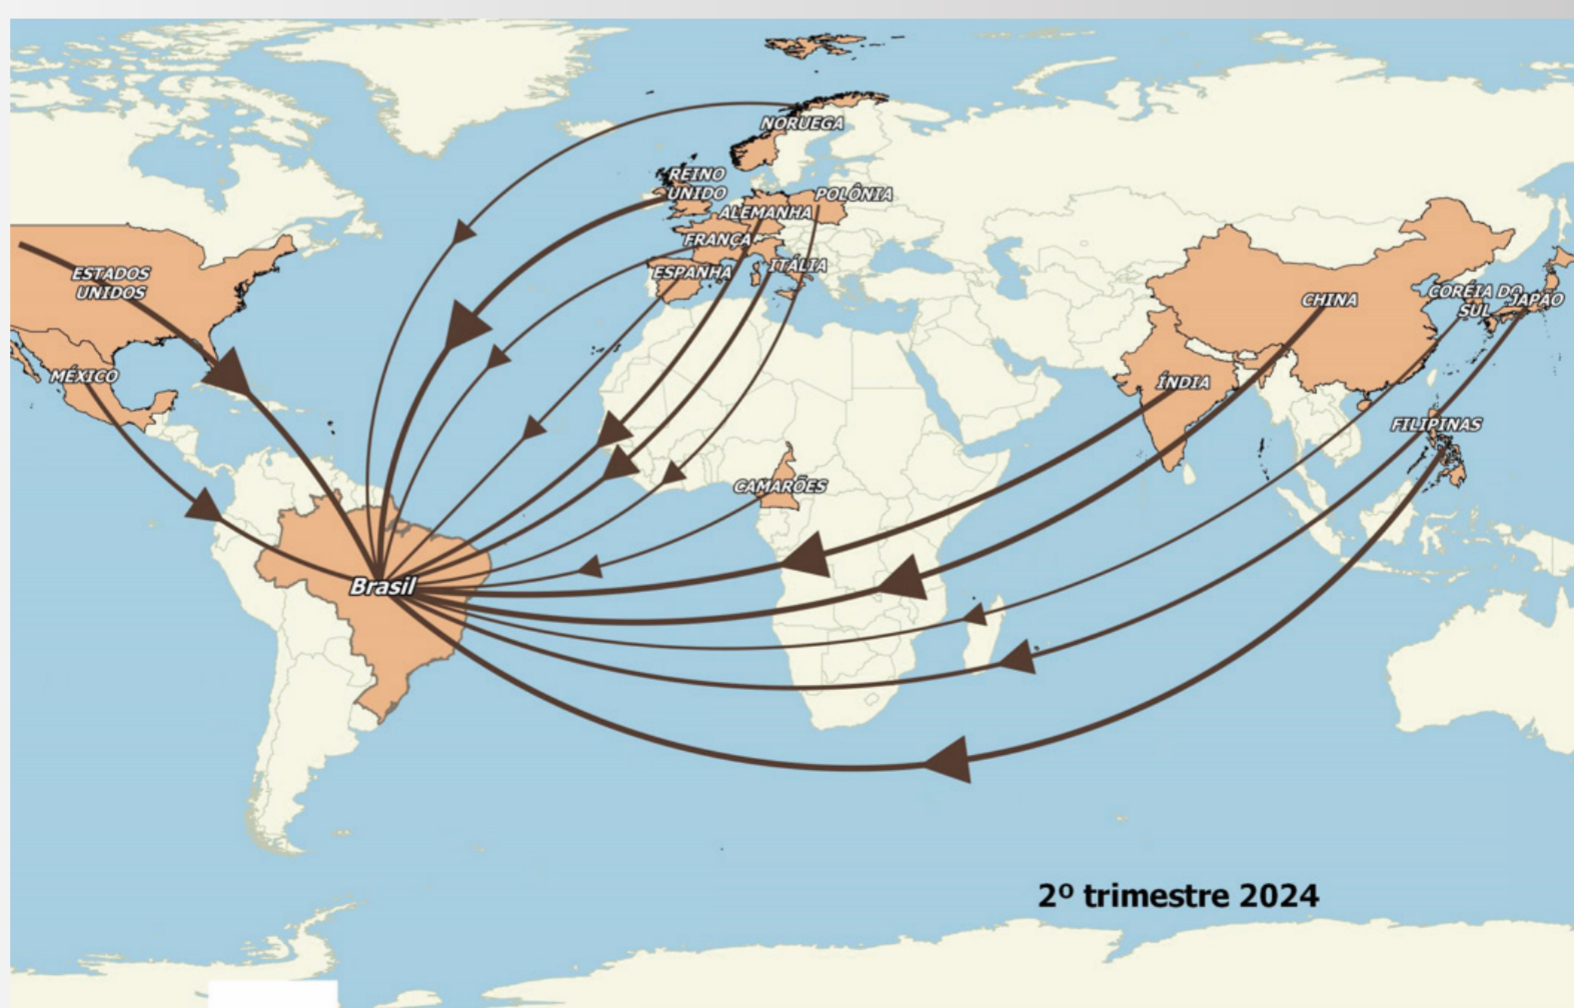 NORUEGA
REINO
UNIDO
POLÔNIA
ALEMANHA
FRANÇA
ITÁLIA
ESPANHA
ESTADOS
UNIDOS
MÉXICO
CHINA
CORÉIA DO
SUL
JAPÃO
ÍNDIA
FILIPINAS
CAMARÕES
Brasil
2º trimestre 2024